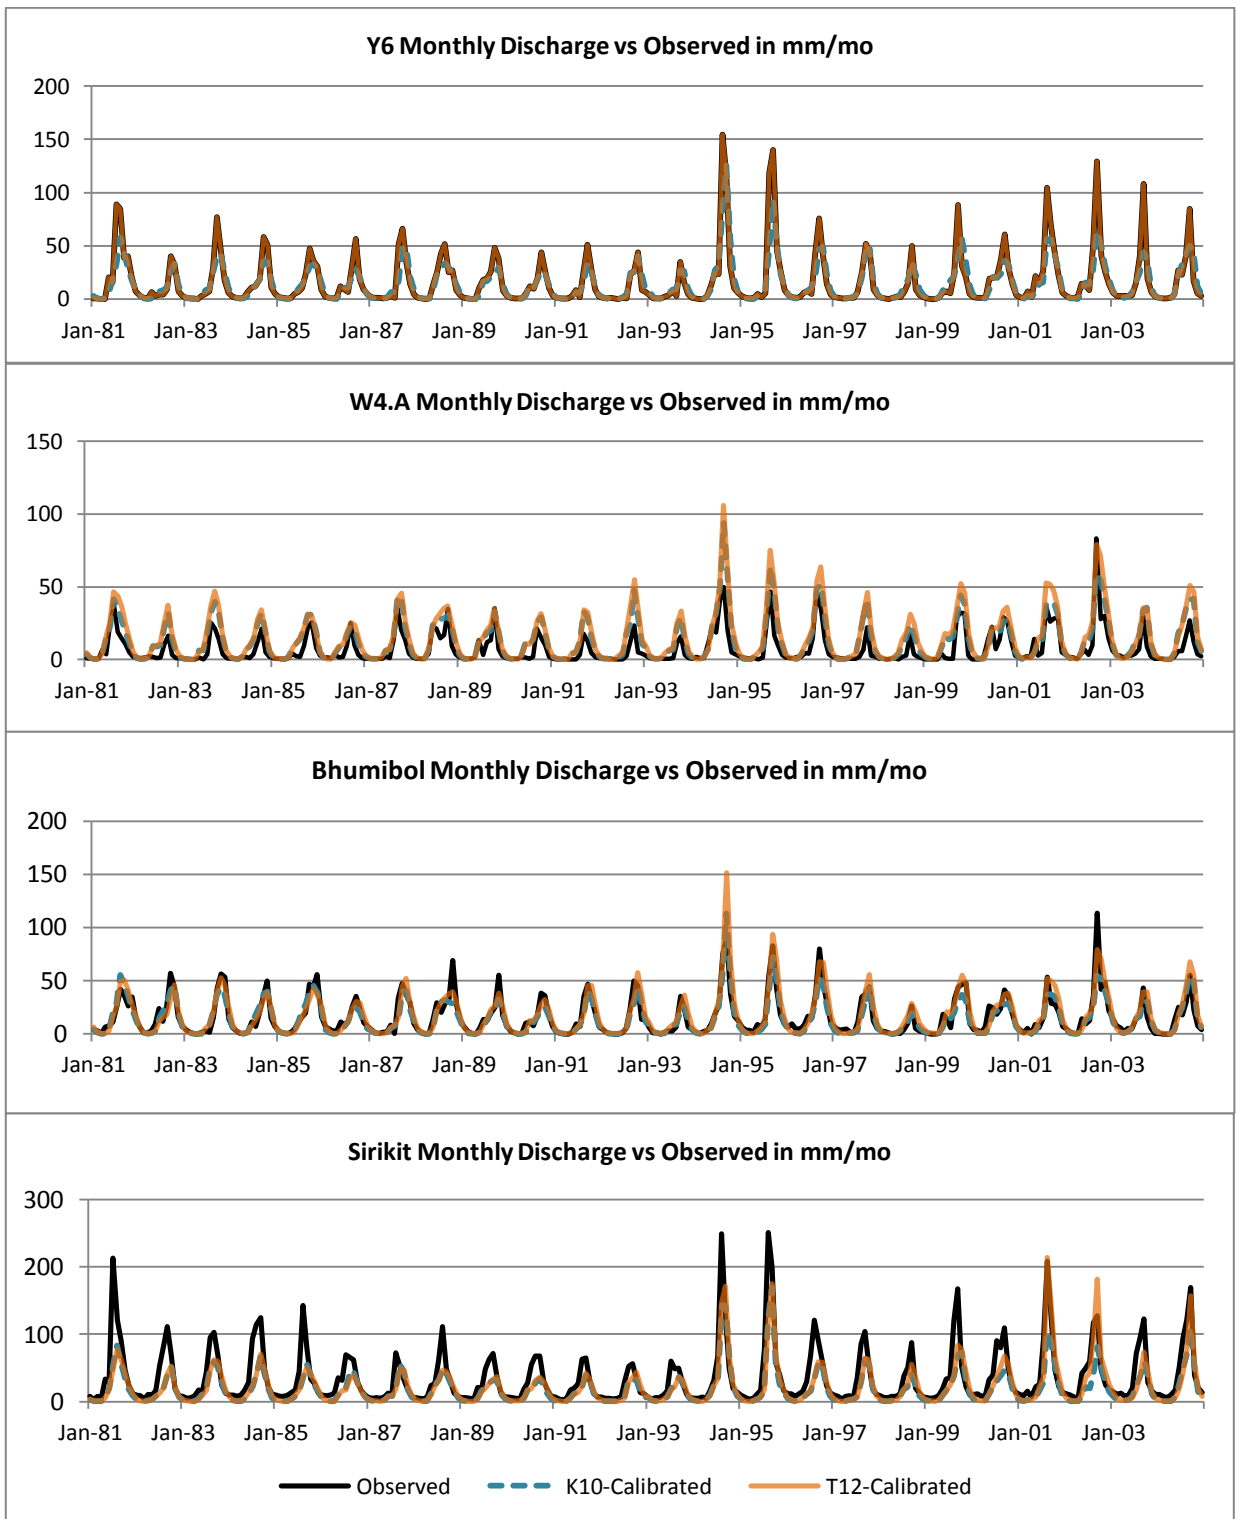 Y6 Monthly Discharge vs Observed in mm/mo
200
150
100
50
0
Jan-81 Jan-83 Jan-85 Jan-87 Jan-89 Jan-91 Jan-93 Jan-95 Jan-97 Jan-99 Jan-01 Jan-03
W4.A Monthly Discharge vs Observed in mm/mo
150
100
50
0
Jan-81 Jan-83 Jan-85 Jan-87 Jan-89 Jan-91 Jan-93 Jan-95 Jan-97 Jan-99 Jan-01 Jan-03
Bhumibol Monthly Discharge vs Observed in mm/mo
200
150
100
50
0
Jan-81 Jan-83 Jan-85 Jan-87 Jan-89 Jan-91 Jan-93 Jan-95 Jan-97 Jan-99 Jan-01 Jan-03
Sirikit Monthly Discharge vs Observed in mm/mo
300
200
100
0
Jan-81 Jan-83 Jan-85 Jan-87 Jan-89 Jan-91 Jan-93 Jan-95 Jan-97 Jan-99 Jan-01 Jan-03
Observed K10-Calibrated T12-Calibrated